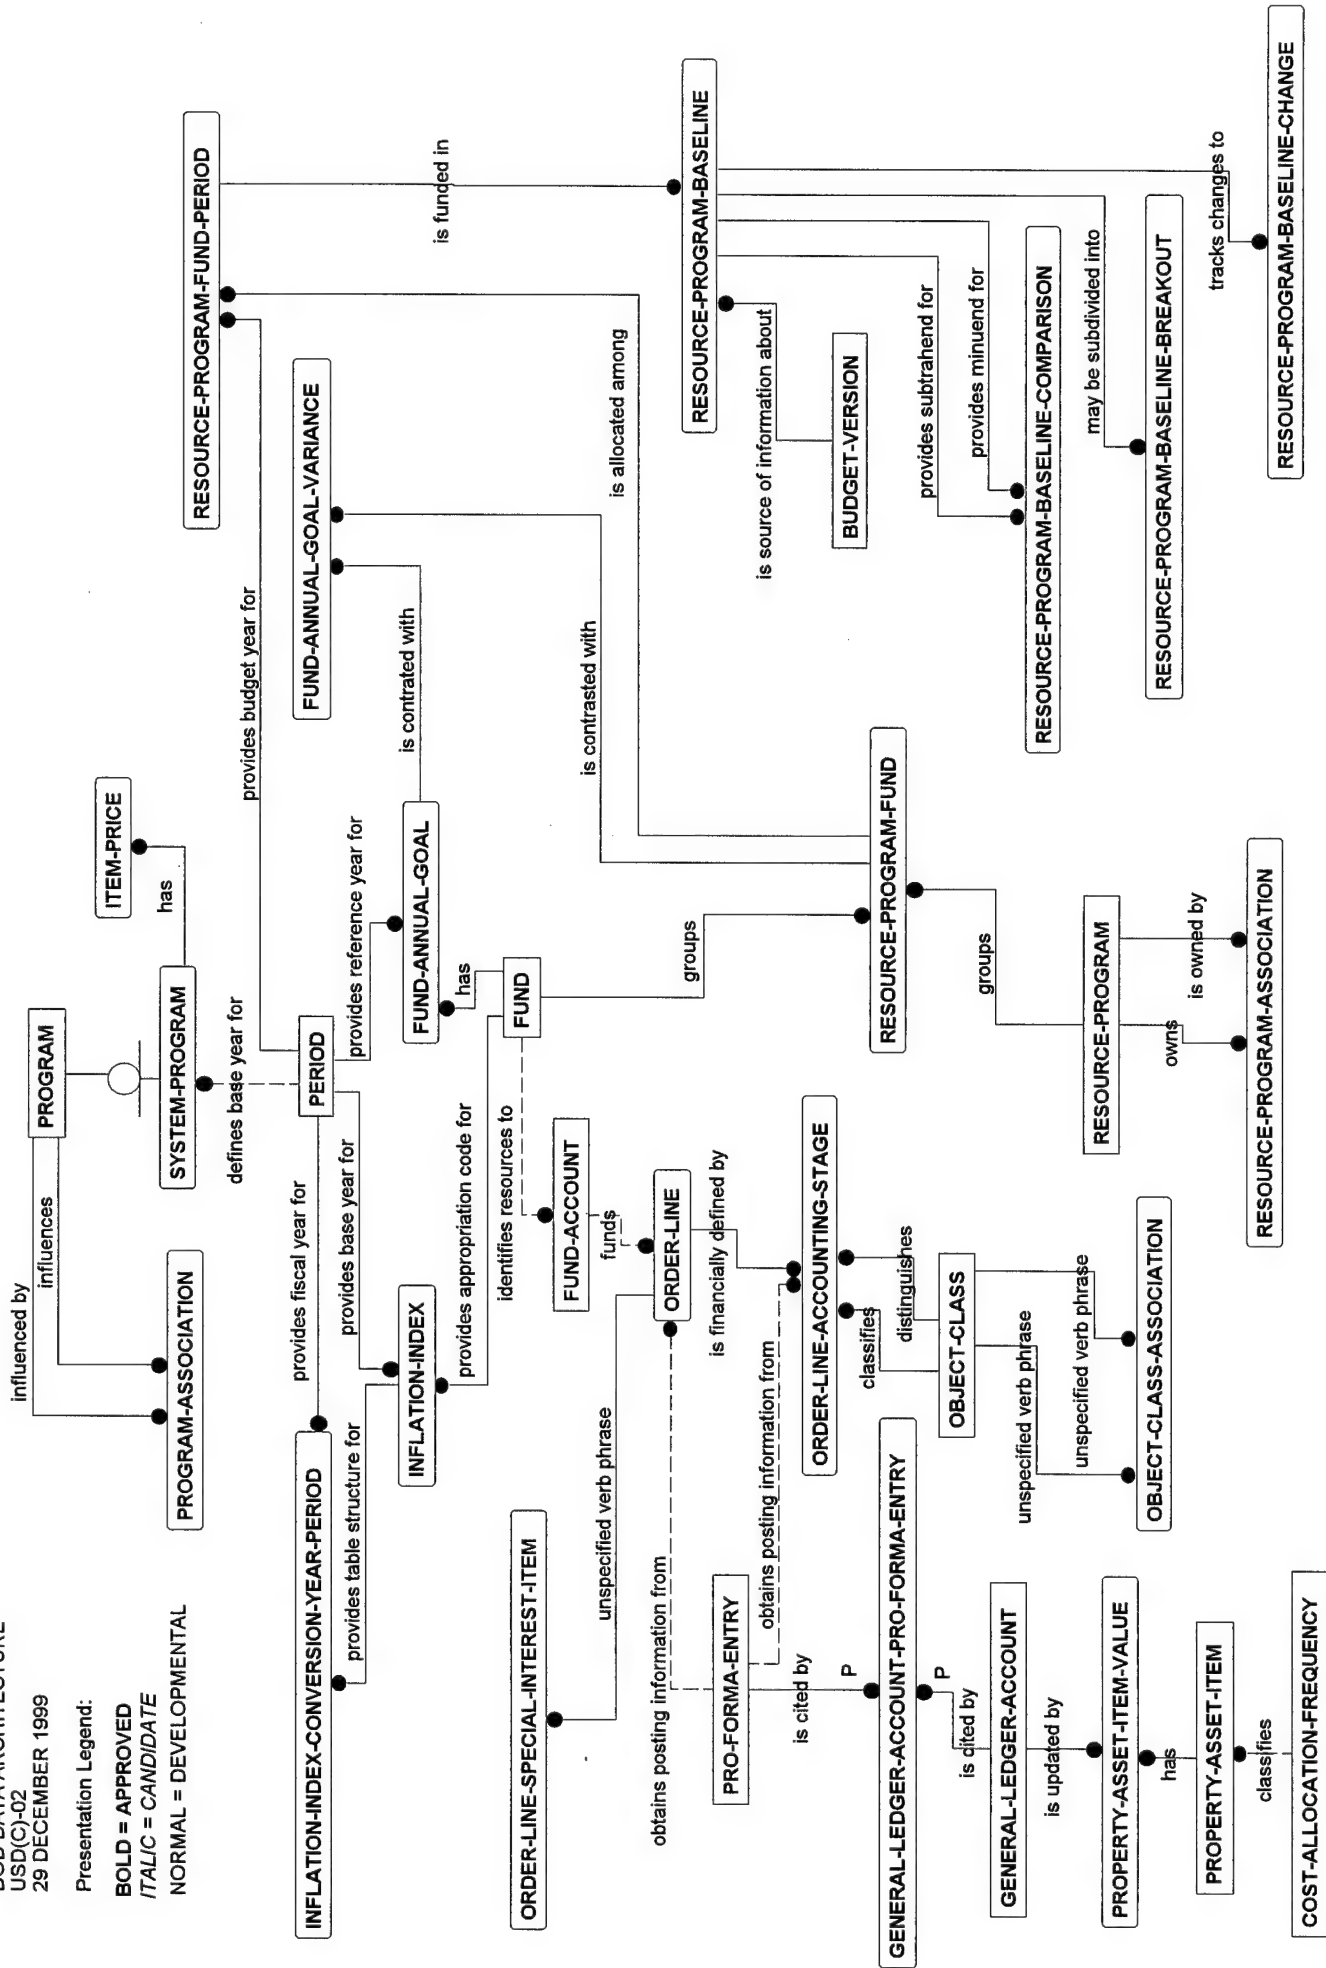 USD(C)-02
29 DECEMBER 1999
Presentation Legend:
BOLD = APPROVED
ITALIC = CANDIDATE
NORMAL = DEVELOPMENTAL
influenced by
influences
PROGRAM
PROGRAM-ASSOCIATION
SYSTEM-PROGRAM
has
ITEM-PRICE
defines base year for
provides budget year for
RESOURCE-PROGRAM-FUND-PERIOD
provides fiscal year for
PERIOD
INFLATION-INDEX-CONVERSION-YEAR-PERIOD
provides base year for
provides reference year for
FUND-ANNUAL-GOAL-VARIANCE
provides table structure for
INFLATION-INDEX
is contrated with
FUND-ANNUAL-GOAL
is funded in
provides appropriation code for
has
identifies resources to
FUND
ORDER-LINE-SPECIAL-INTEREST-ITEM
FUND-ACCOUNT
is contrasted with
is allocated among
unspecified verb phrase
funds
groups
obtains posting information from
ORDER-LINE
RESOURCE-PROGRAM-BASELINE
is financially defined by
PRO-FORMA-ENTRY
obtains posting information from
is source of information about
is cited by
ORDER-LINE-ACCOUNTING-STAGE
BUDGET-VERSION
P
classifies
distinguishes
RESOURCE-PROGRAM-FUND
GENERAL-LEDGER-ACCOUNT-PRO-FORMA-ENTRY
provides subtrahend for
P
is cited by
OBJECT-CLASS
groups
provides minuend for
GENERAL-LEDGER-ACCOUNT
unspecified verb phrase
RESOURCE-PROGRAM-BASELINE-COMPARISON
is updated by
unspecified verb phrase
RESOURCE-PROGRAM
may be subdivided into
PROPERTY-ASSET-ITEM-VALUE
OBJECT-CLASS-ASSOCIATION
owns
is owned by
RESOURCE-PROGRAM-BASELINE-BREAKOUT
has
PROPERTY-ASSET-ITEM
tracks changes to
classifies
RESOURCE-PROGRAM-ASSOCIATION
RESOURCE-PROGRAM-BASELINE-CHANGE
COST-ALLOCATION-FREQUENCY